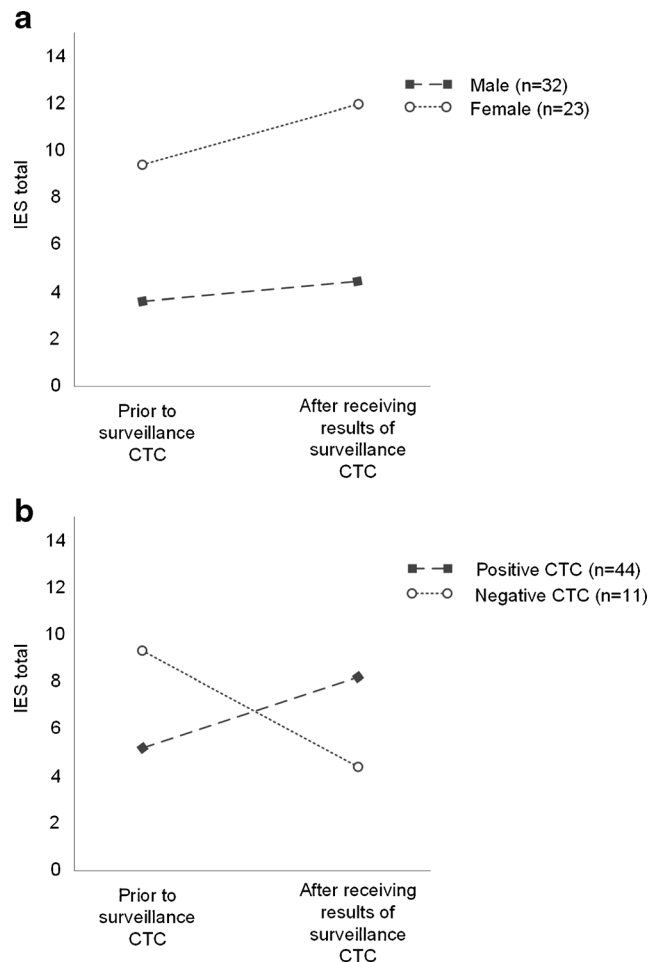 a
14
12
10
8
6
4
2
0
IES total
Male (n=32)
Female (n=23)
Prior to
surveillance
CTC
After receiving
results of
surveillance
CTC
b
14
12
10
8
6
4
2
0
IES total
Positive CTC (n=44)
Negative CTC (n=11)
Prior to
surveillance
CTC
After receiving
results of
surveillance
CTC